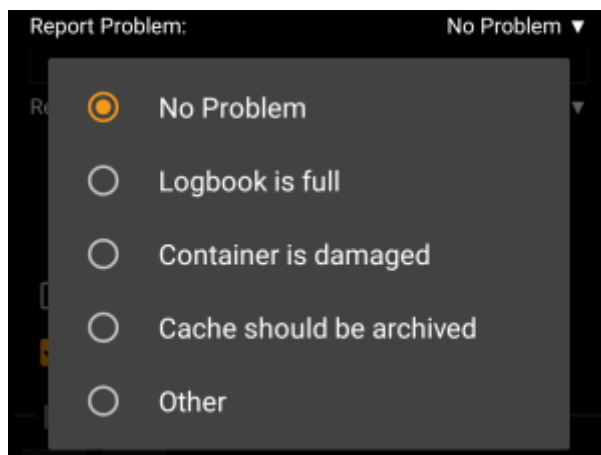 Report Problem: No Problem ▼
No Problem
Logbook is full
Container is damaged
Cache should be archived
Other